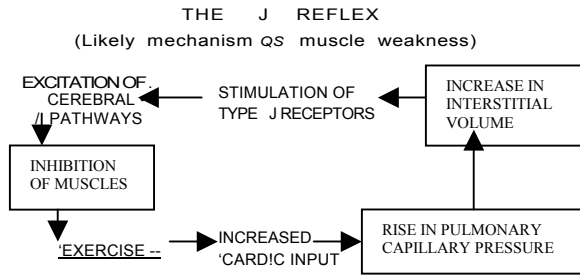 THE J REFLEX
(Likely mechanism QS muscle weakness)
EXCITATION OF .
CEREBRAL
/I PATHWAYS
STIMULATION OF
TYPE J RECEPTORS
INCREASE IN
INTERSTITIAL
VOLUME
INHIBITION
OF MUSCLES
'EXERCISE --
INCREASED
'CARD!C INPUT
RISE IN PULMONARY
CAPILLARY PRESSURE